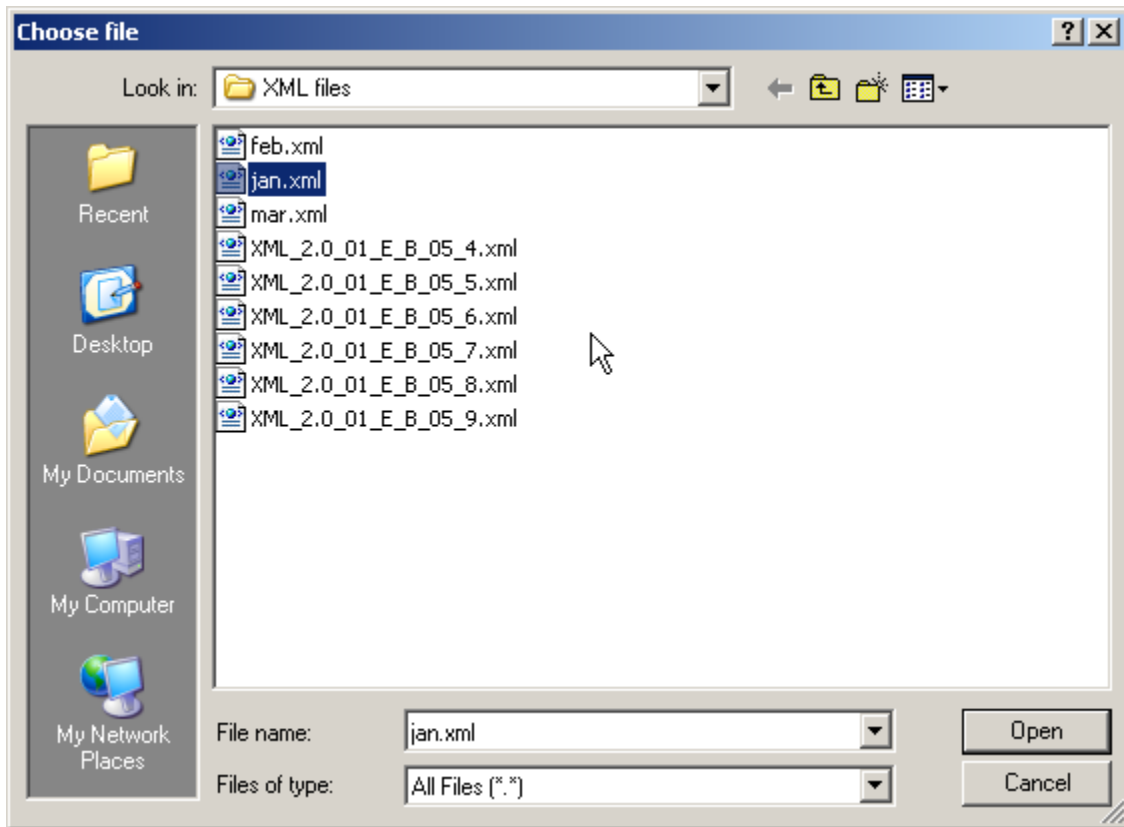 Choose file
Look in: XML files
Recent
Desktop
My Documents
My Computer
My Network
Places
feb.xml
jan.xml
mar.xml
XML_2.0_01_E_B_05_4.xml
XML_2.0_01_E_B_05_5.xml
XML_2.0_01_E_B_05_6.xml
XML_2.0_01_E_B_05_7.xml
XML_2.0_01_E_B_05_8.xml
XML_2.0_01_E_B_05_9.xml
File name: jan.xml Open
Files of type: All Files (*.*) Cancel